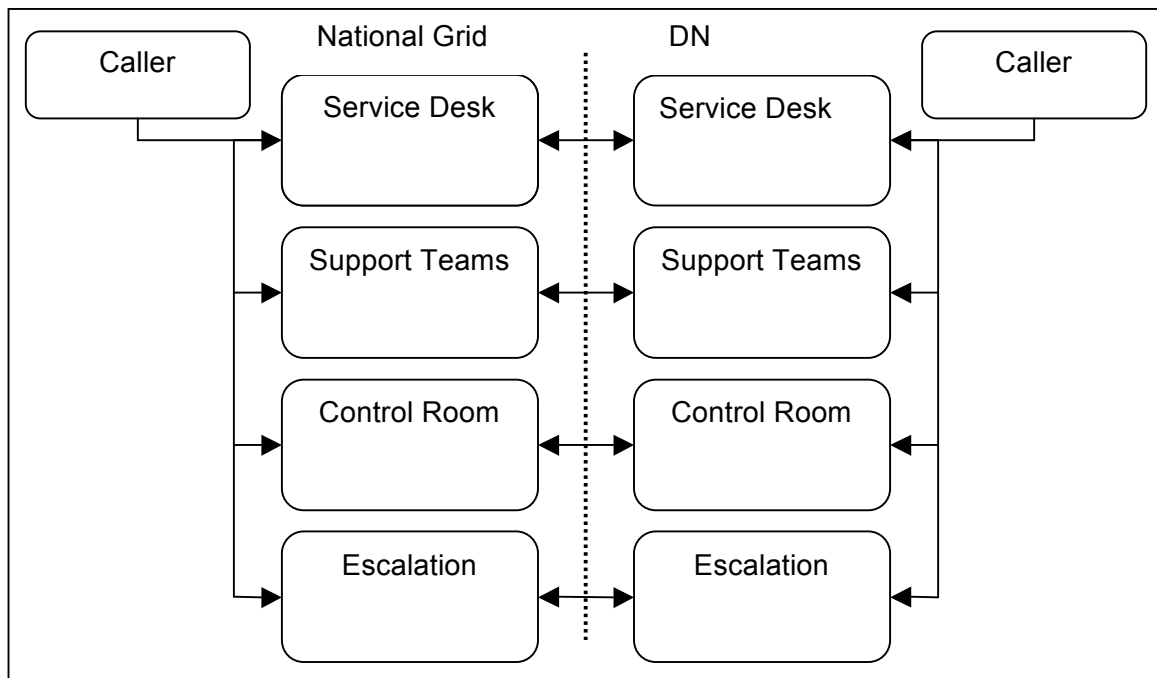 National Grid
DN
Caller
Caller
Service Desk
Service Desk
Support Teams
Support Teams
Control Room
Control Room
Escalation
Escalation